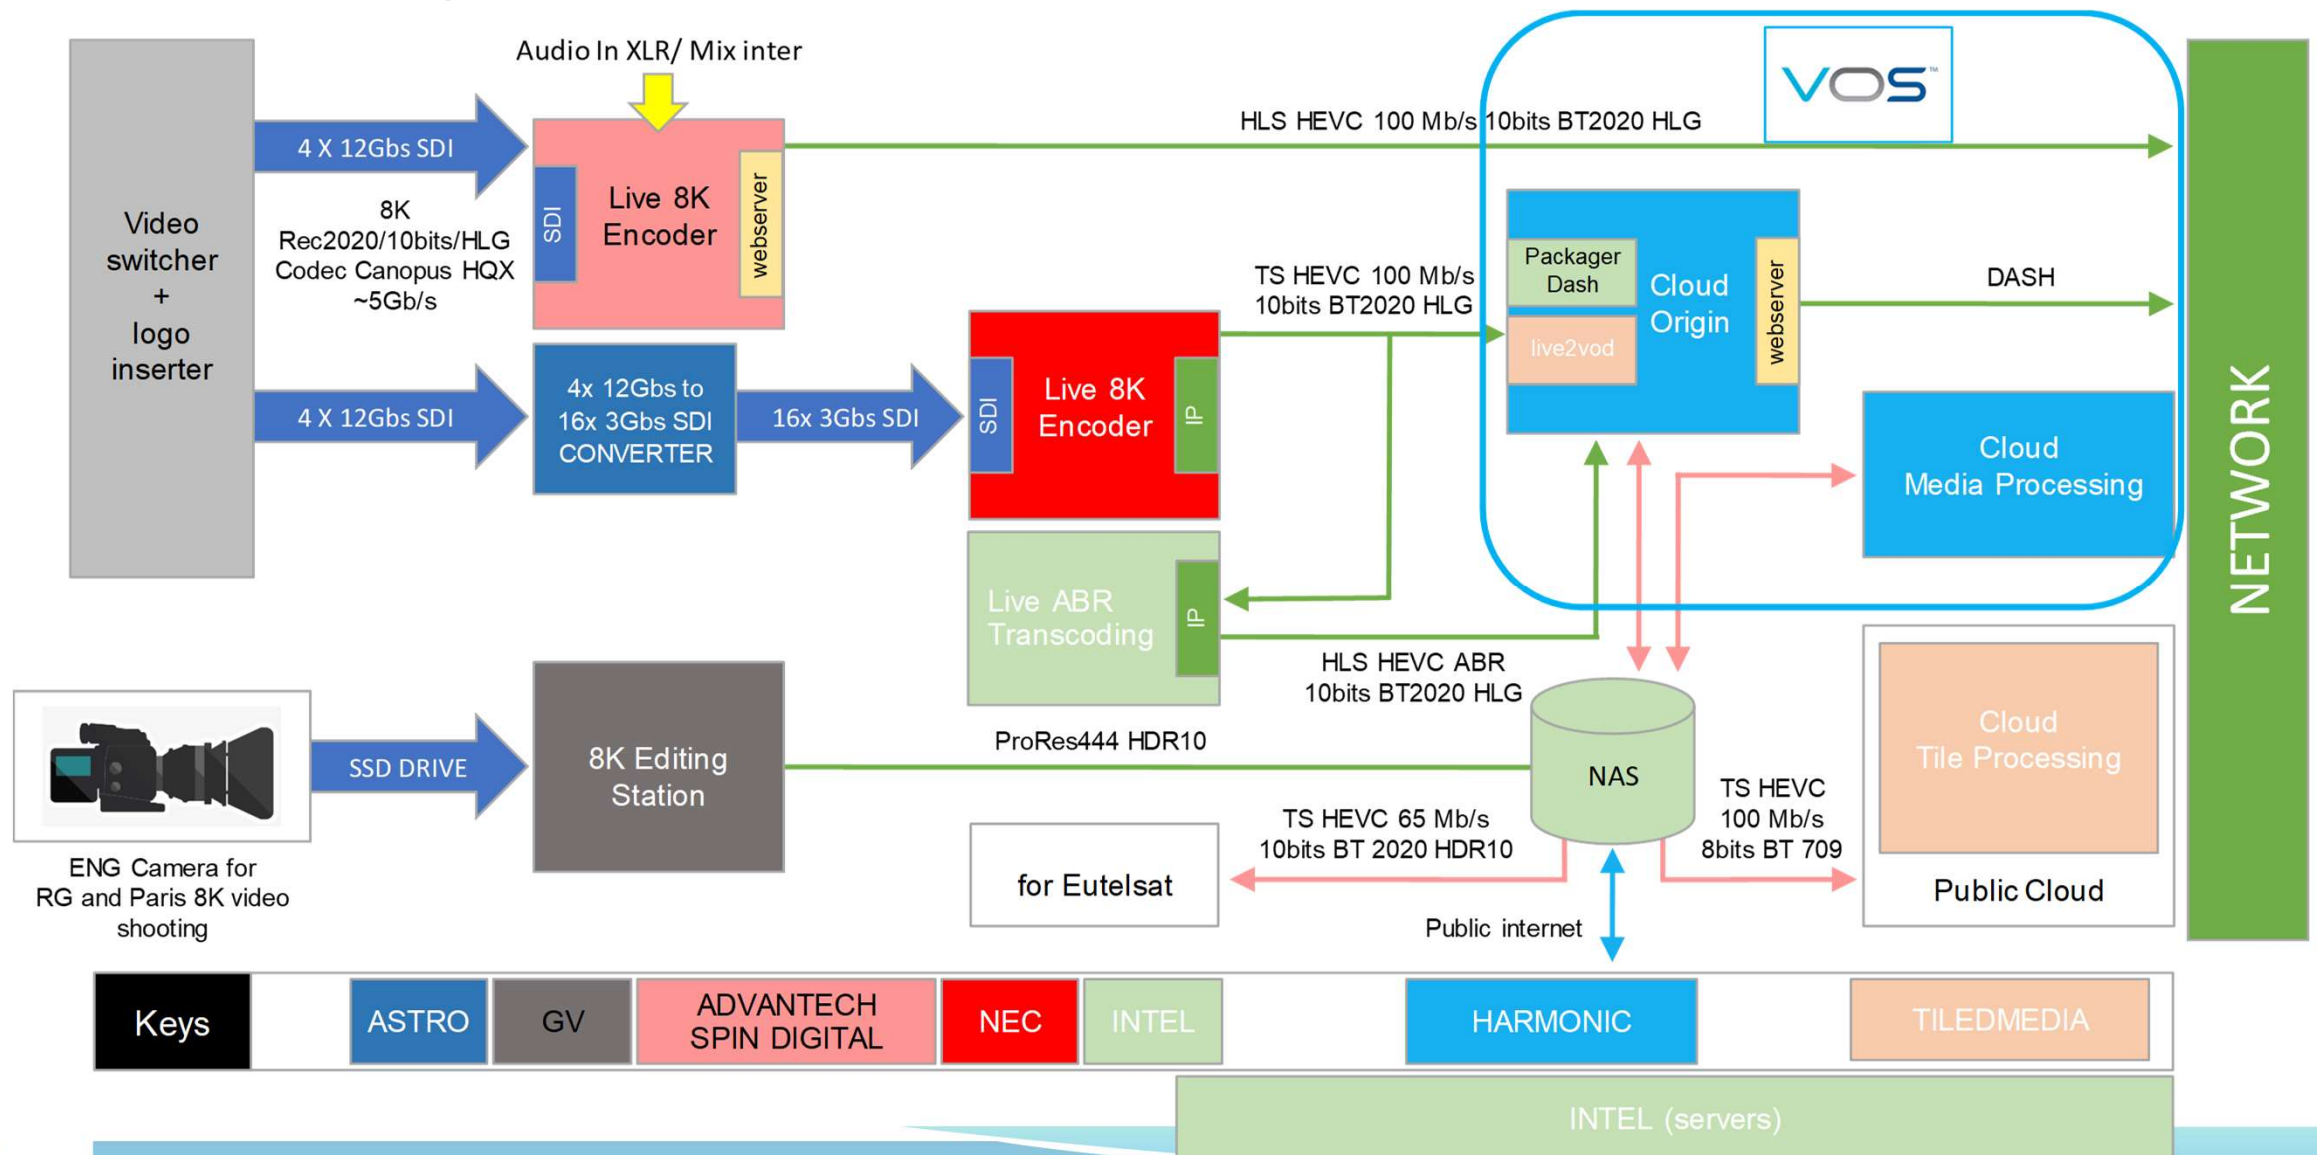 Audio In XLR/ Mix inter
VOS™
HLS HEVC 100 Mb/s 10bits BT2020 HLG
4 X 12Gbs SDI
SDI
Live 8K
Encoder
webserver
Video
switcher
+
logo
inserter
8K
Rec2020/10bits/HLG
Codec Canopus HQX
~5Gb/s
TS HEVC 100 Mb/s
10bits BT2020 HLG
Packager
Dash
live2vod
Cloud
Origin
webserver
DASH
4 X 12Gbs SDI
4x 12Gbs to
16x 3Gbs SDI
CONVERTER
16x 3Gbs SDI
SDI
Live 8K
Encoder
IP
Cloud
Media Processing
NETWORK
Live ABR
Transcoding
IP
HLS HEVC ABR
10bits BT2020 HLG
SSD DRIVE
8K Editing
Station
ProRes444 HDR10
NAS
Cloud
Tile Processing
Public Cloud
TS HEVC
100 Mb/s
8bits BT 709
TS HEVC 65 Mb/s
10bits BT 2020 HDR10
for Eutelsat
Public internet
ENG Camera for
RG and Paris 8K video
shooting
Keys
ASTRO
GV
ADVANTECH
SPIN DIGITAL
NEC
INTEL
HARMONIC
TILEDMEDIA
INTEL (servers)